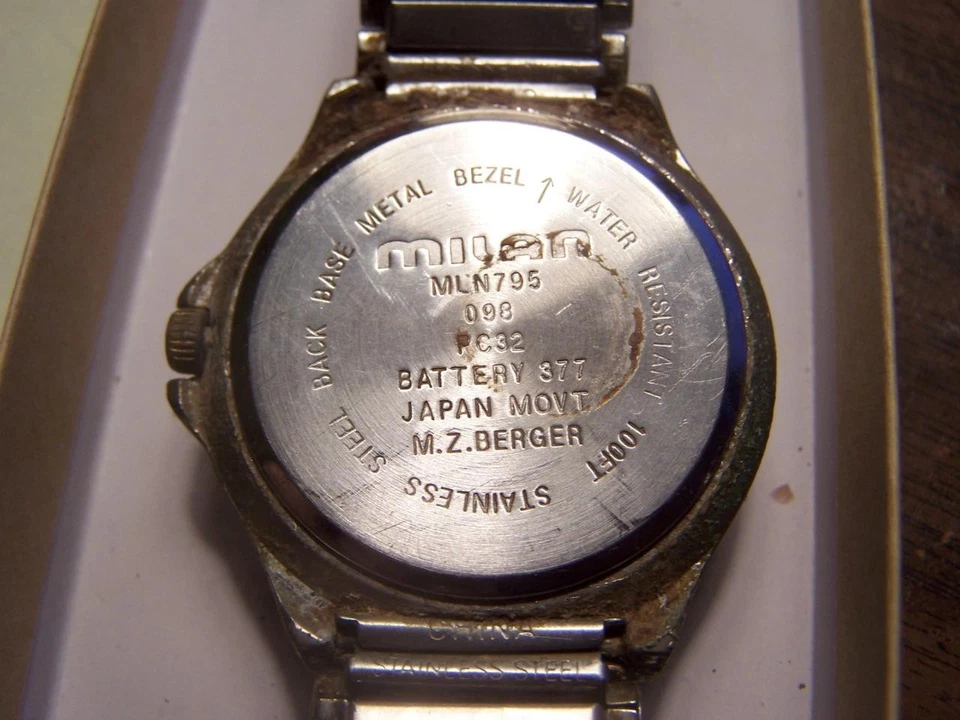 BASE METAL BEZEL ↑ WATER RESISTANT 100FT STAINLESS STEEL BACK
milan
MLN795
098
PC32
BATTERY 377
JAPAN MOVT
M.Z.BERGER
CHINA
STAINLESS STEEL